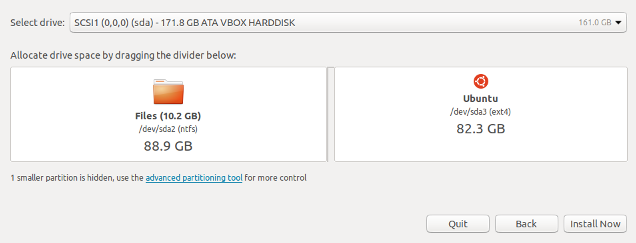 Select drive: SCSI1 (0,0,0) (sda) - 171.8 GB ATA VBOX HARDDISK 161.0 GB
Allocate drive space by dragging the divider below:
Files (10.2 GB)
/dev/sda2 (ntfs)
88.9 GB
Ubuntu
/dev/sda3 (ext4)
82.3 GB
1 smaller partition is hidden, use the advanced partitioning tool for more control
Quit Back Install Now